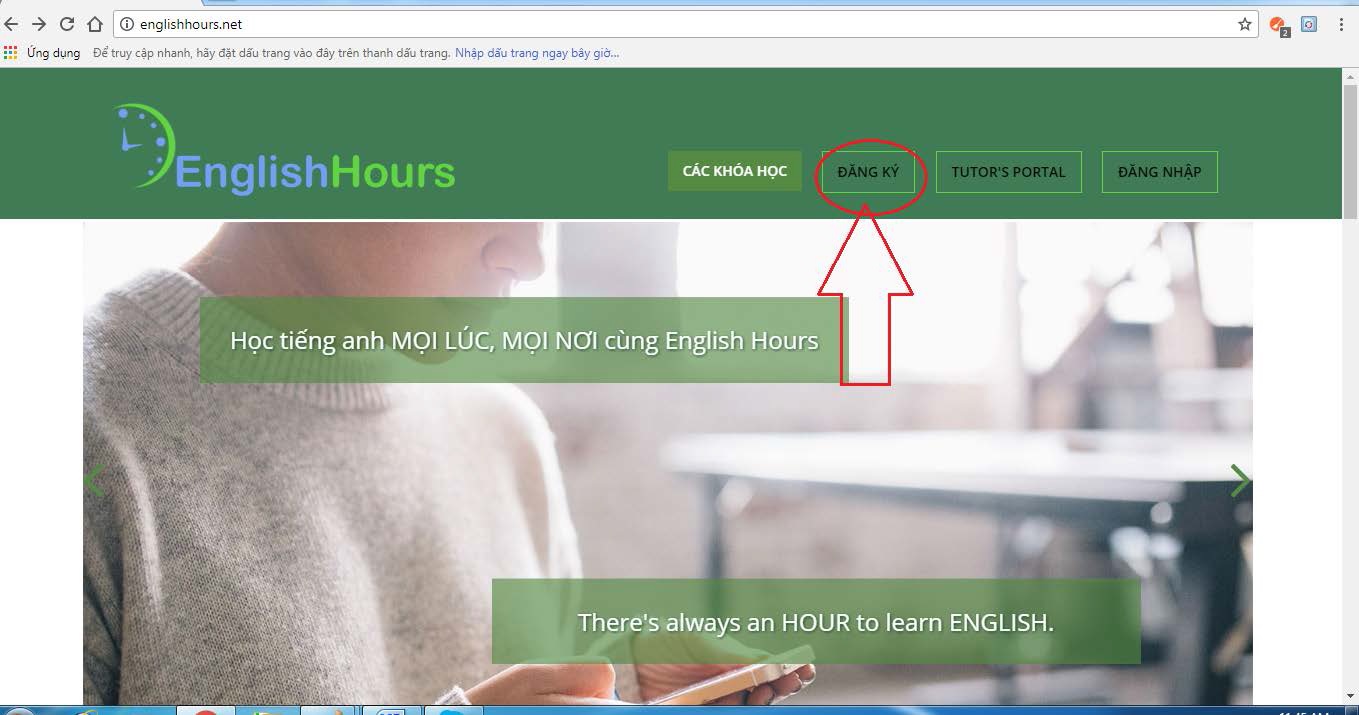 englishhours.net
2
Ứng dụng Để truy cập nhanh, hãy đặt dấu trang vào đây trên thanh dấu trang. Nhập dấu trang ngay bây giờ...
EnglishHours
CÁC KHÓA HỌC ĐĂNG KÝ TUTOR'S PORTAL ĐĂNG NHẬP
Học tiếng anh MỌI LÚC, MỌI NƠI cùng English Hours
There's always an HOUR to learn ENGLISH.